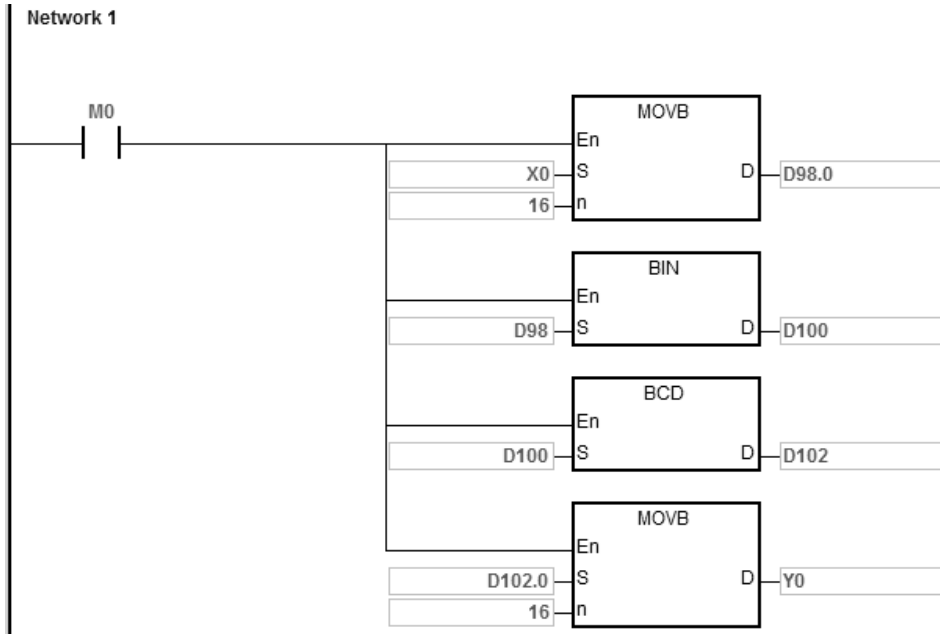 Network 1
M0
MOVB
En
X0 S D D98.0
16 n
BIN
En
D98 S D D100
BCD
En
D100 S D D102
MOVB
En
D102.0 S D Y0
16 n